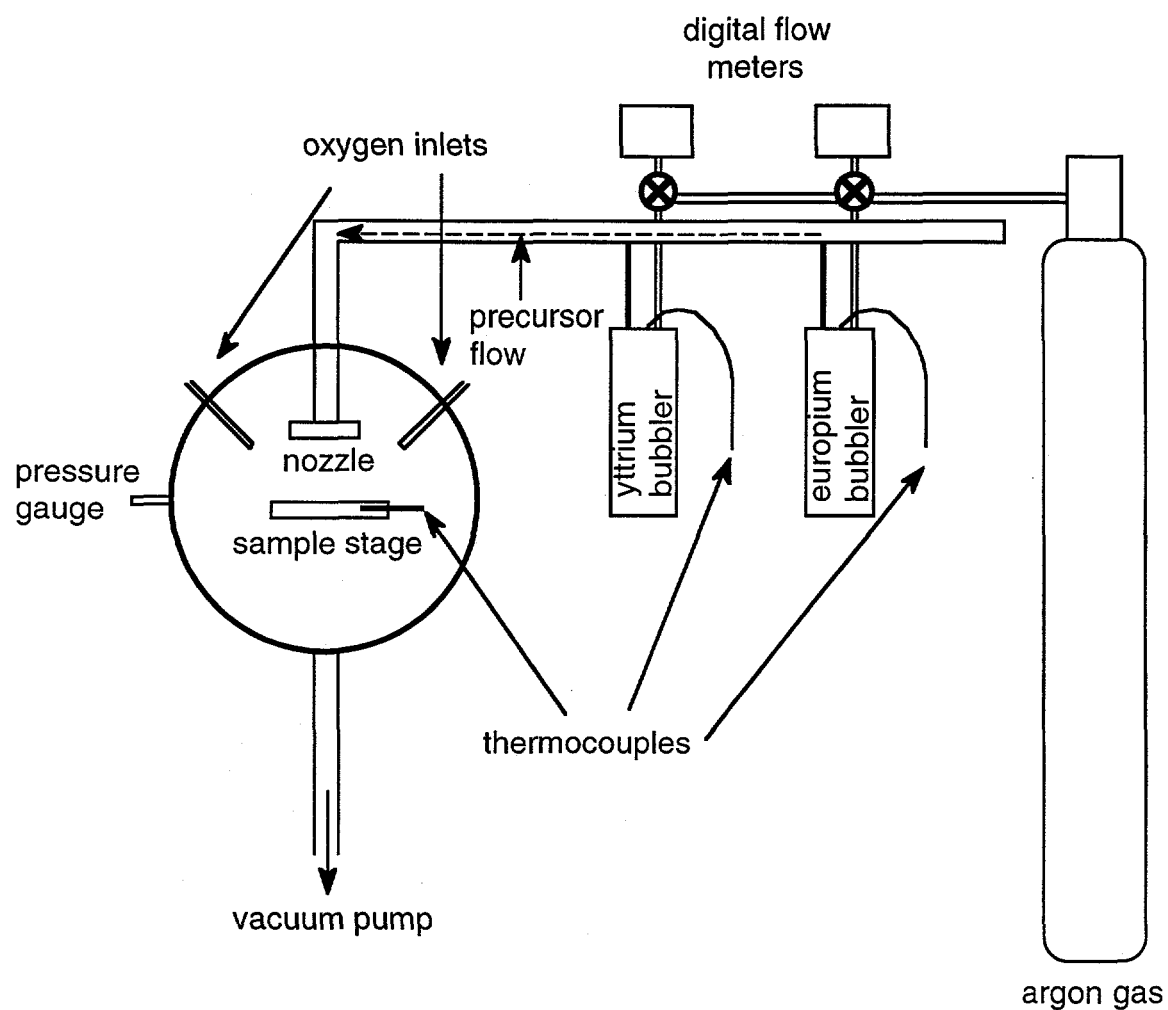 digital flow
meters
oxygen inlets
precursor
flow
yttrium
bubbler
europium
bubbler
nozzle
pressure
gauge
sample stage
thermocouples
vacuum pump
argon gas